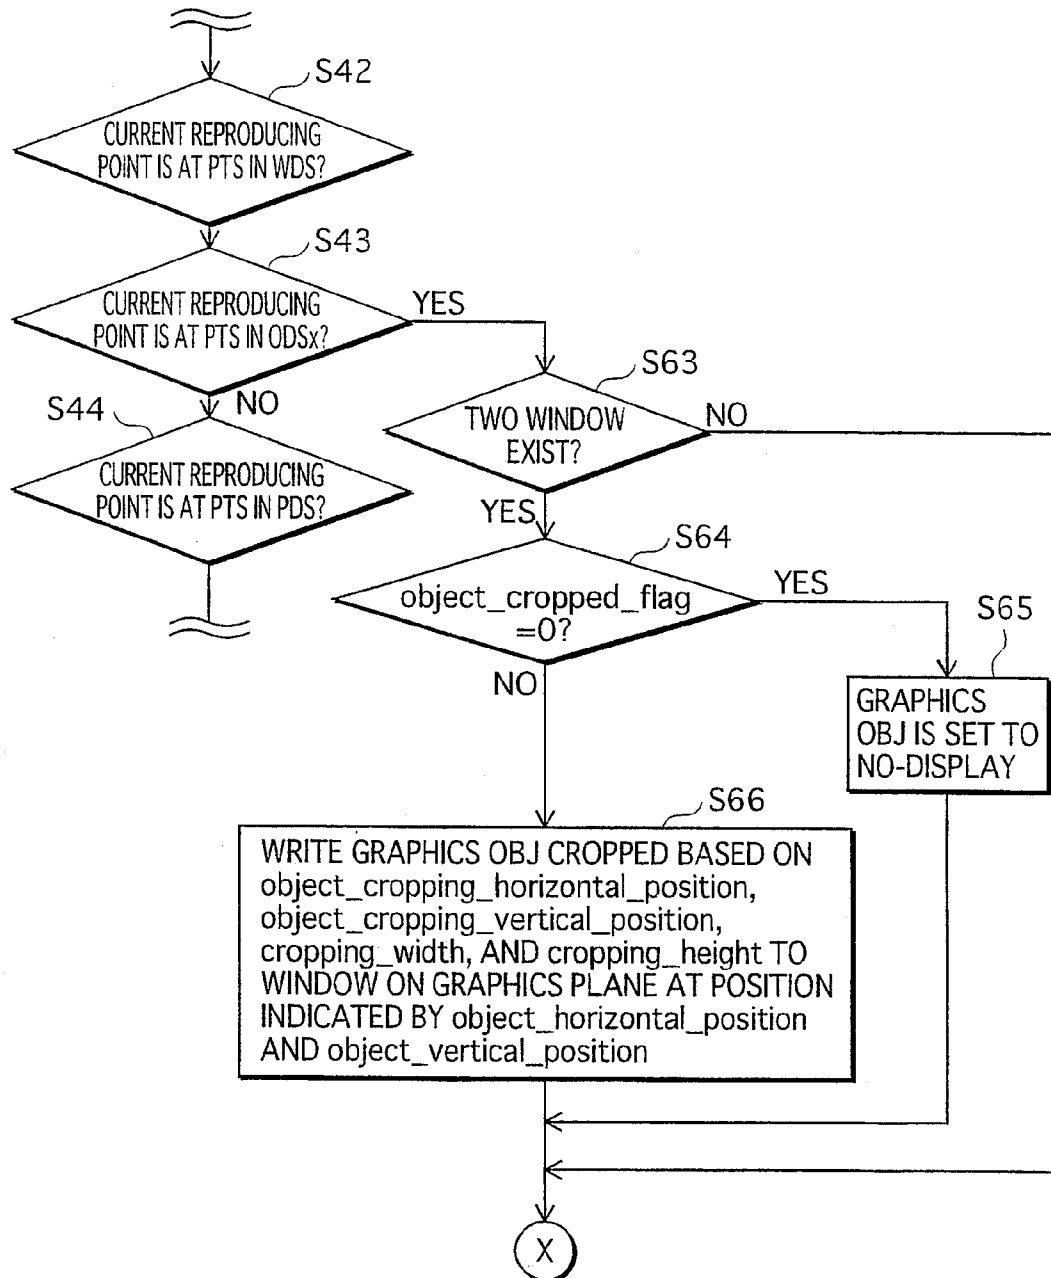 S42
CURRENT REPRODUCING
POINT IS AT PTS IN WDS?
S43
CURRENT REPRODUCING
POINT IS AT PTS IN ODSx?
YES
NO
S44
CURRENT REPRODUCING
POINT IS AT PTS IN PDS?
S63
TWO WINDOW
EXIST?
NO
YES
S64
object_cropped_flag
=0?
YES
NO
S65
GRAPHICS
OBJ IS SET TO
NO-DISPLAY
S66
WRITE GRAPHICS OBJ CROPPED BASED ON
object_cropping_horizontal_position,
object_cropping_vertical_position,
cropping_width, AND cropping_height TO
WINDOW ON GRAPHICS PLANE AT POSITION
INDICATED BY object_horizontal_position
AND object_vertical_position
X